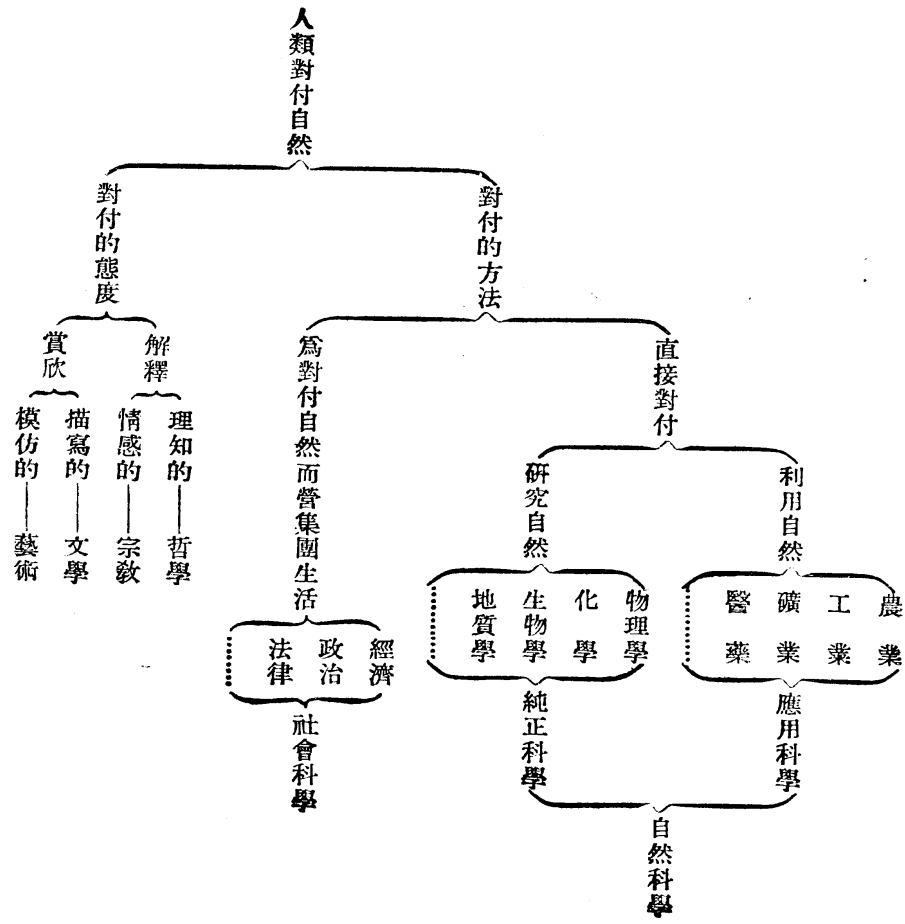 人類對付自然
對付的方法
對付的態度
直接對付
爲對付自然而營集團生活
解釋
賞欣
利用自然
研究自然
理知的——哲學
情感的——宗教
描寫的——文學
模仿的——藝術
農業
工業
礦業
醫藥
⋯⋯
物理學
化學
生物學
地質學
⋯⋯
經濟
政治
法律
⋯⋯
應用科學
純正科學
社會科學
自然科學